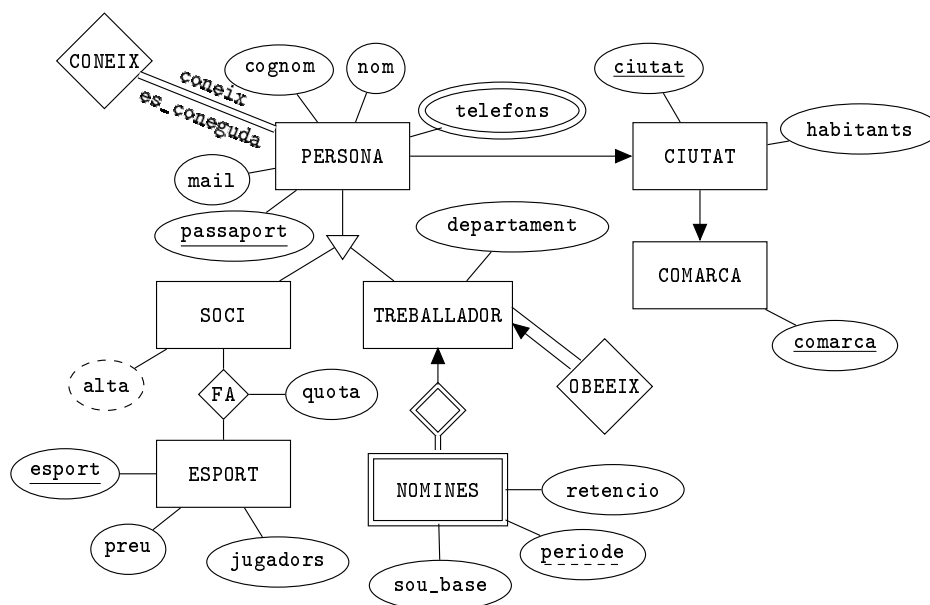 CONEIX
cognom
nom
ciutat
coneix
telefons
es_coneguda
habitants
PERSONA
CIUTAT
mail
passaport
departament
COMARCA
SOCI
TREBALLADOR
comarca
alta
FA
quota
OBEEIX
esport
ESPORT
NOMINES
retencio
preu
jugadors
periode
sou_base